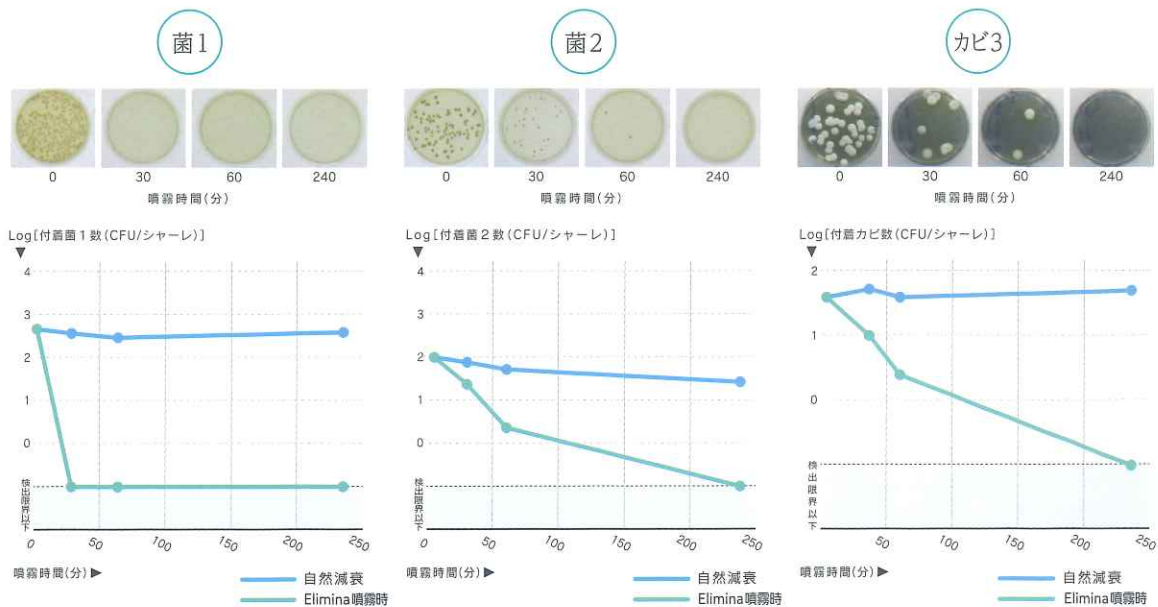 菌1
菌2
カビ3
0 30 60 240
噴霧時間(分)
0 30 60 240
噴霧時間(分)
0 30 60 240
噴霧時間(分)
Log[付着菌1数(CFU/シャーレ)]
▼
4
3
2
1
0
検出限界以下
0 50 100 150 200 250
噴霧時間(分)▶
自然減衰
Elimina噴霧時
Log[付着菌2数(CFU/シャーレ)]
▼
4
3
2
1
0
検出限界以下
0 50 100 150 200 250
噴霧時間(分)▶
自然減衰
Elimina噴霧時
Log[付着カビ数(CFU/シャーレ)]
▼
2
1
0
検出限界以下
50 100 150 200 250
噴霧時間(分)▶
自然減衰
Elimina噴霧時